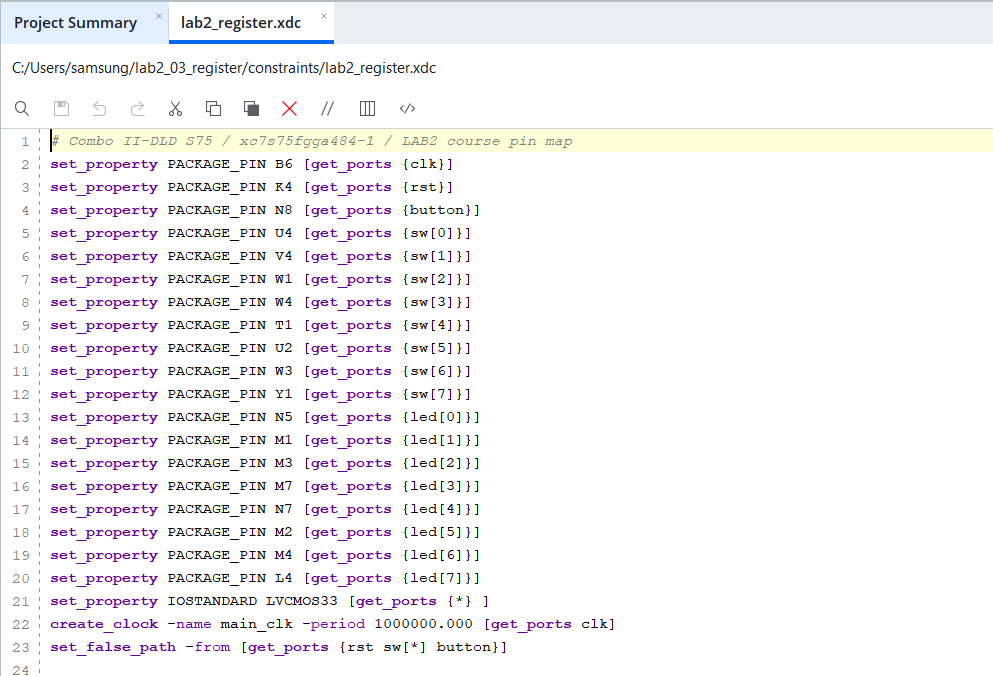 Project Summary × lab2_register.xdc ×
C:/Users/samsung/lab2_03_register/constraints/lab2_register.xdc
1 # Combo II-DLD S75 / xc7s75fgga484-1 / LAB2 course pin map
2 set_property PACKAGE_PIN B6 [get_ports {clk}]
3 set_property PACKAGE_PIN K4 [get_ports {rst}]
4 set_property PACKAGE_PIN N8 [get_ports {button}]
5 set_property PACKAGE_PIN U4 [get_ports {sw[0]}]
6 set_property PACKAGE_PIN V4 [get_ports {sw[1]}]
7 set_property PACKAGE_PIN W1 [get_ports {sw[2]}]
8 set_property PACKAGE_PIN W4 [get_ports {sw[3]}]
9 set_property PACKAGE_PIN T1 [get_ports {sw[4]}]
10 set_property PACKAGE_PIN U2 [get_ports {sw[5]}]
11 set_property PACKAGE_PIN W3 [get_ports {sw[6]}]
12 set_property PACKAGE_PIN Y1 [get_ports {sw[7]}]
13 set_property PACKAGE_PIN N5 [get_ports {led[0]}]
14 set_property PACKAGE_PIN M1 [get_ports {led[1]}]
15 set_property PACKAGE_PIN M3 [get_ports {led[2]}]
16 set_property PACKAGE_PIN M7 [get_ports {led[3]}]
17 set_property PACKAGE_PIN N7 [get_ports {led[4]}]
18 set_property PACKAGE_PIN M2 [get_ports {led[5]}]
19 set_property PACKAGE_PIN M4 [get_ports {led[6]}]
20 set_property PACKAGE_PIN L4 [get_ports {led[7]}]
21 set_property IOSTANDARD LVCMOS33 [get_ports {*} ]
22 create_clock -name main_clk -period 1000000.000 [get_ports clk]
23 set_false_path -from [get_ports {rst sw[*] button}]
24